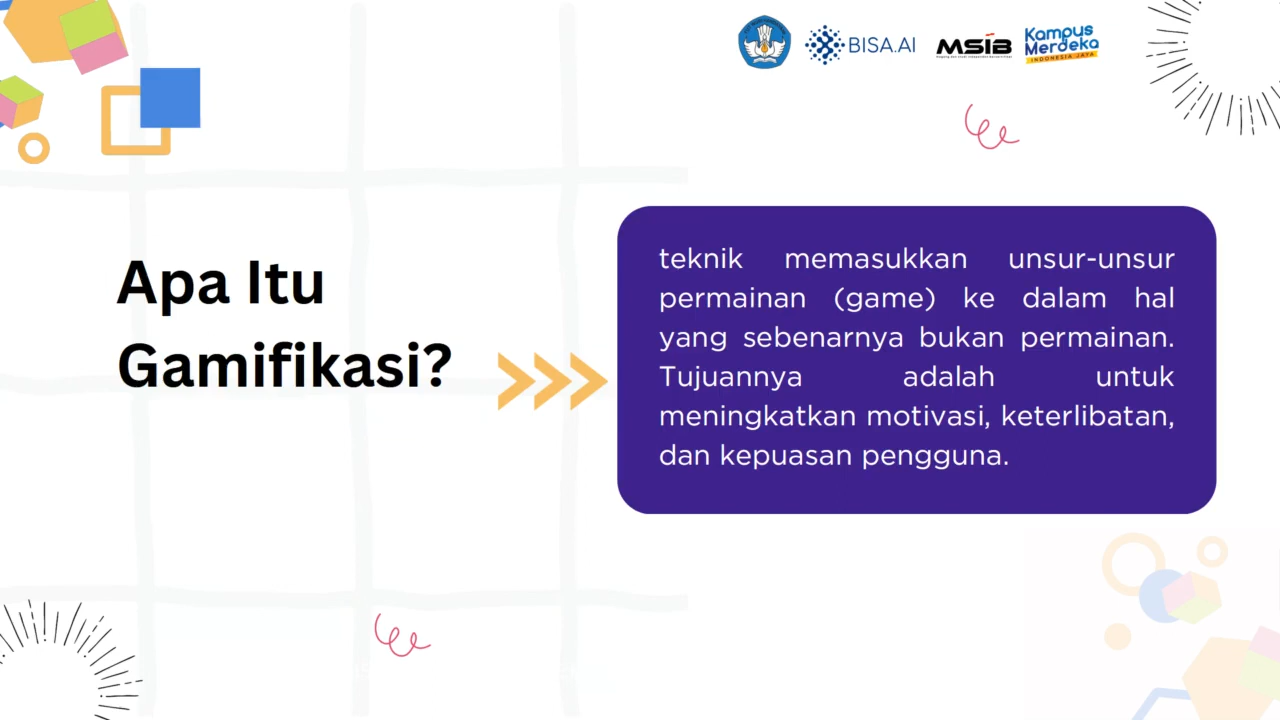 BISA.AI
MSIB
Kampus
Merdeka
INDONESIA JAYA
Apa Itu
Gamifikasi?
teknik memasukkan unsur-unsur
permainan (game) ke dalam hal
yang sebenarnya bukan permainan.
Tujuannya adalah untuk
meningkatkan motivasi, keterlibatan,
dan kepuasan pengguna.